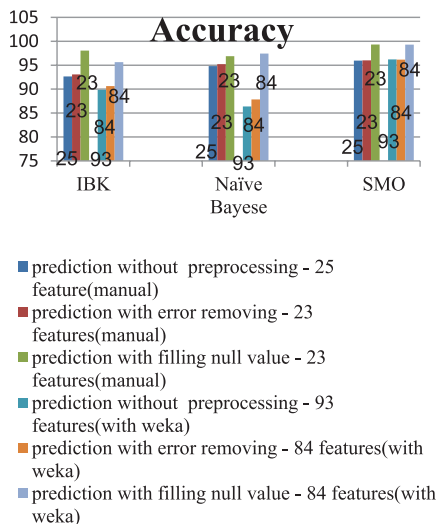 Accuracy
105
100
95
90
85
80
75
23 84
23 84
23 84
23 84
23 84
23 84
25 93
25 93
25 93
IBK
Naïve
Bayese
SMO
prediction without preprocessing - 25
feature(manual)
prediction with error removing - 23
features(manual)
prediction with filling null value - 23
features(manual)
prediction without preprocessing - 93
features(with weka)
prediction with error removing - 84 features(with
weka)
prediction with filling null value - 84 features(with
weka)